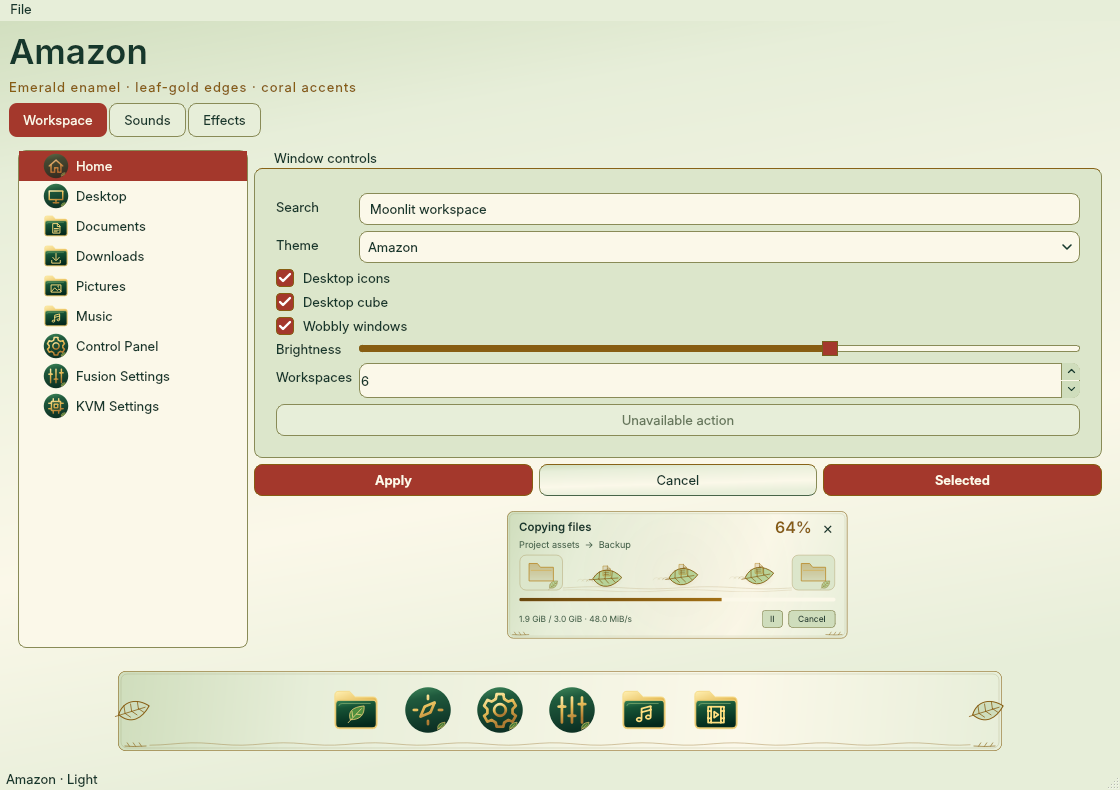 File
Amazon
Emerald enamel · leaf-gold edges · coral accents
Workspace
Sounds
Effects
Home
Desktop
Documents
Downloads
Pictures
Music
Control Panel
Fusion Settings
KVM Settings
Window controls
Search
Moonlit workspace
Theme
Amazon
Desktop icons
Desktop cube
Wobbly windows
Brightness
Workspaces
6
Unavailable action
Apply
Cancel
Selected
Copying files
64%
Project assets → Backup
1.9 GiB / 3.0 GiB · 48.0 MiB/s
Cancel
Amazon · Light